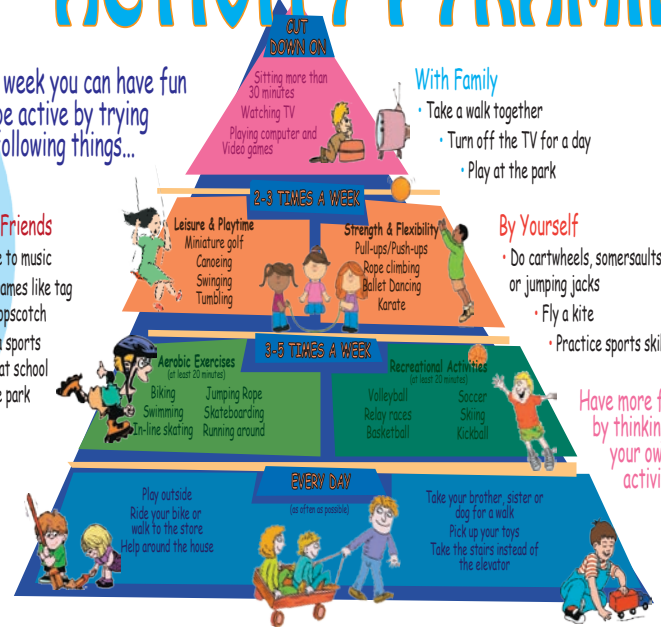 ACTIVITY PYRAMID
week you can have fun
be active by trying
following things...
CUT
DOWN ON
Sitting more than
30 minutes
Watching TV
Playing computer and
Video games
With Family
• Take a walk together
• Turn off the TV for a day
• Play at the park
2-3 TIMES A WEEK
Leisure & Playtime
Miniature golf
Canoeing
Swinging
Tumbling
Strength & Flexibility
Pull-ups/Push-ups
Rope climbing
Ballet Dancing
Karate
Friends
e to music
ames like tag
opscotch
sports
at school
e park
By Yourself
• Do cartwheels, somersaults
or jumping jacks
• Fly a kite
• Practice sports skil
3-5 TIMES A WEEK
Aerobic Exercises
(at least 20 minutes)
Biking
Swimming
In-line skating
Jumping Rope
Skateboarding
Running around
Recreational Activities
(at least 20 minutes)
Volleyball
Relay races
Basketball
Soccer
Skiing
Kickball
Have more f
by thinkin
your ow
activi
EVERY DAY
(as often as possible)
Play outside
Ride your bike or
walk to the store
Help around the house
Take your brother, sister or
dog for a walk
Pick up your toys
Take the stairs instead of
the elevator